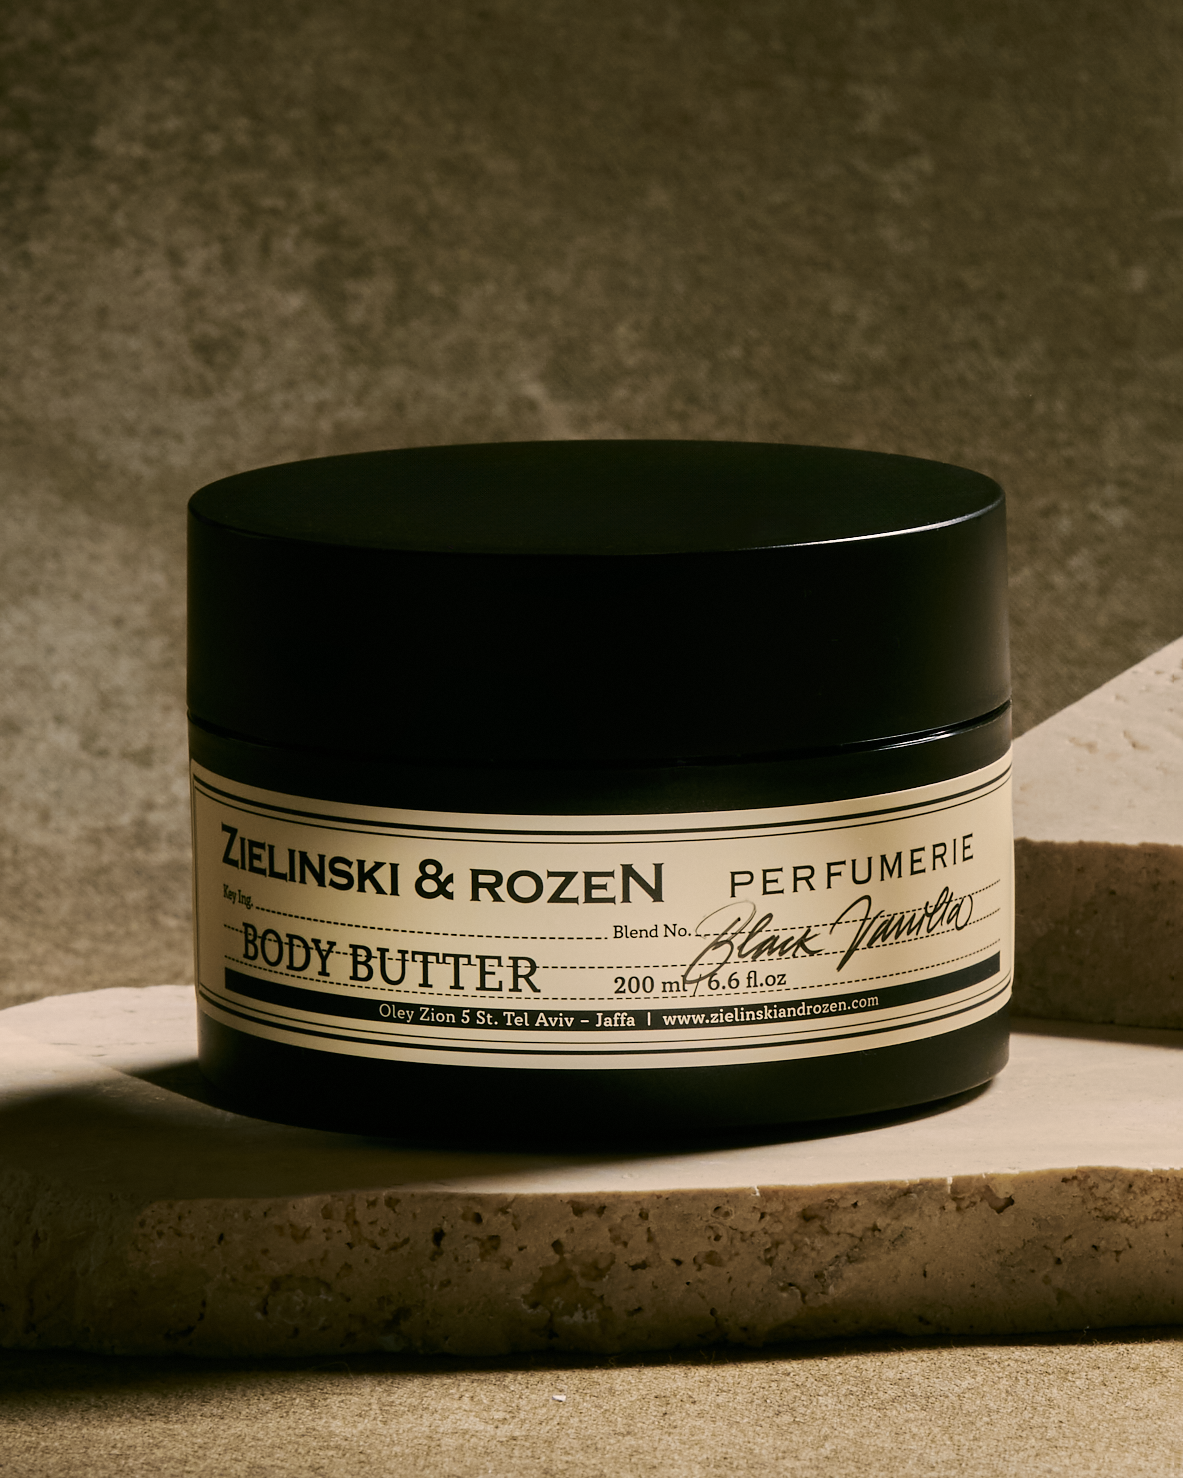 ZIELINSKI & ROZEN PERFUMERIE
Key Ing.
Blend No. Black Vanilla
BODY BUTTER
200 ml / 6.6 fl.oz
Oley Zion 5 St. Tel Aviv – Jaffa | www.zielinskiandrozen.com